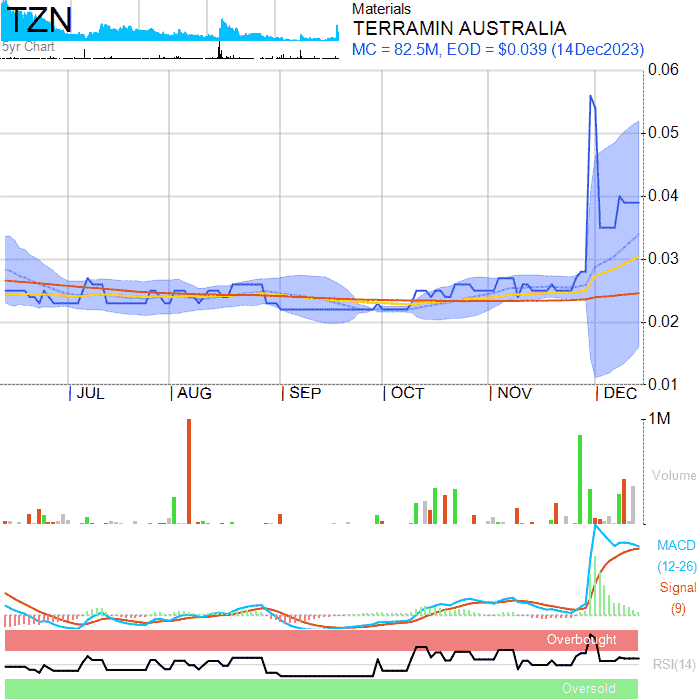 TZN
5yr Chart
Materials
TERRAMIN AUSTRALIA
MC = 82.5M, EOD = $0.039 (14Dec2023)
0.06
0.05
0.04
0.03
0.02
0.01
JUL AUG SEP OCT NOV DEC
1M
Volume
MACD
(12-26)
Signal
(9)
Overbought
RSI(14)
Oversold